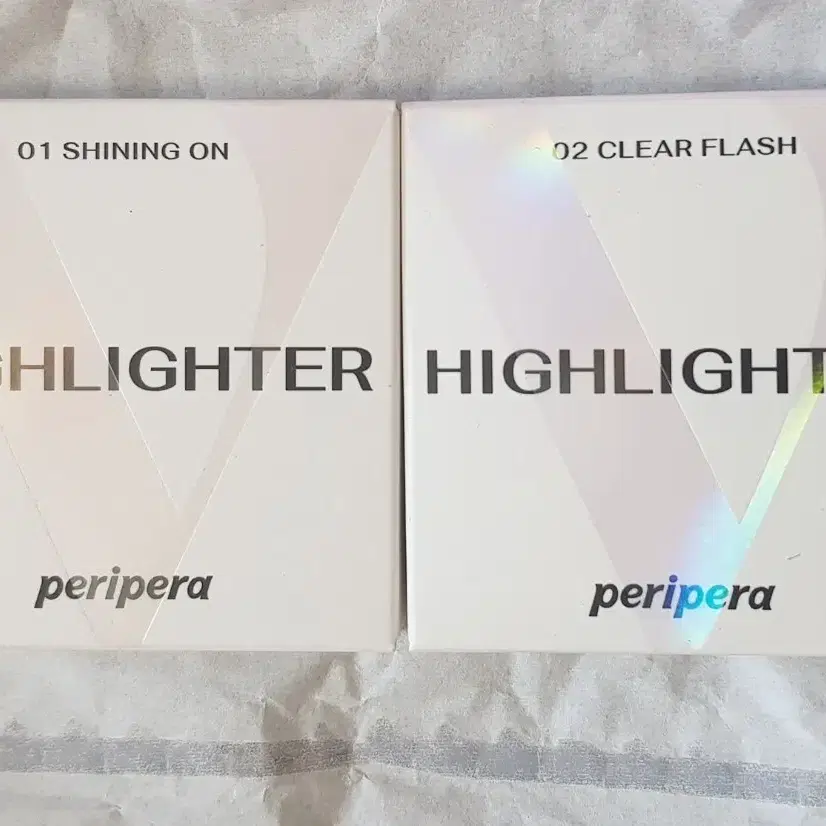 01 SHINING ON
GHLIGHTER
peripera
02 CLEAR FLASH
HIGHLIGHT
peripera